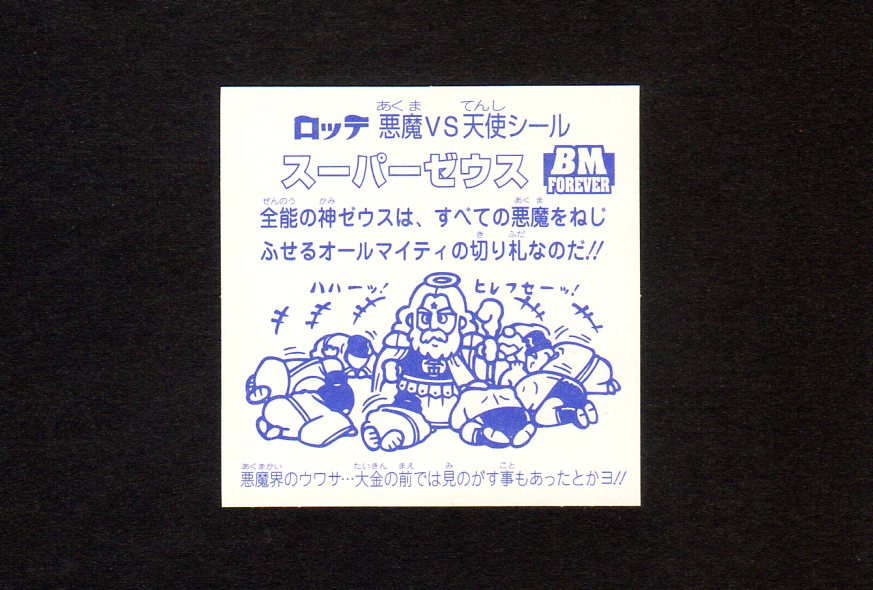 あくま てんし
ロッテ 悪魔VS天使シール
スーパーゼウス
BM
FOREVER
ぜんのう かみ あくま
全能の神ゼウスは、すべての悪魔をねじ
き ふだ
ふせるオールマイティの切り札なのだ!!
ハハーッ! ヒレフセーッ!
あくまかい たいきん まえ み こと
悪魔界のウワサ…大金の前では見のがす事もあったとかヨ!!